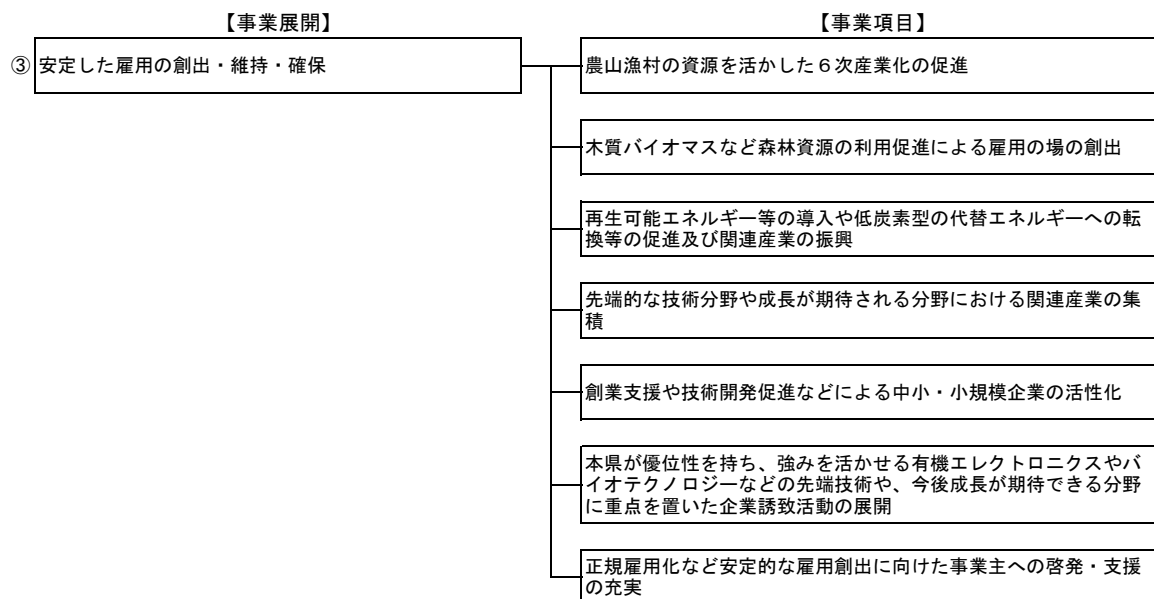 【事業展開】
【事業項目】
③ 安定した雇用の創出・維持・確保
農山漁村の資源を活かした６次産業化の促進
木質バイオマスなど森林資源の利用促進による雇用の場の創出
再生可能エネルギー等の導入や低炭素型の代替エネルギーへの転
換等の促進及び関連産業の振興
先端的な技術分野や成長が期待される分野における関連産業の集
積
創業支援や技術開発促進などによる中小・小規模企業の活性化
本県が優位性を持ち、強みを活かせる有機エレクトロニクスやバ
イオテクノロジーなどの先端技術や、今後成長が期待できる分野
に重点を置いた企業誘致活動の展開
正規雇用化など安定的な雇用創出に向けた事業主への啓発・支援
の充実